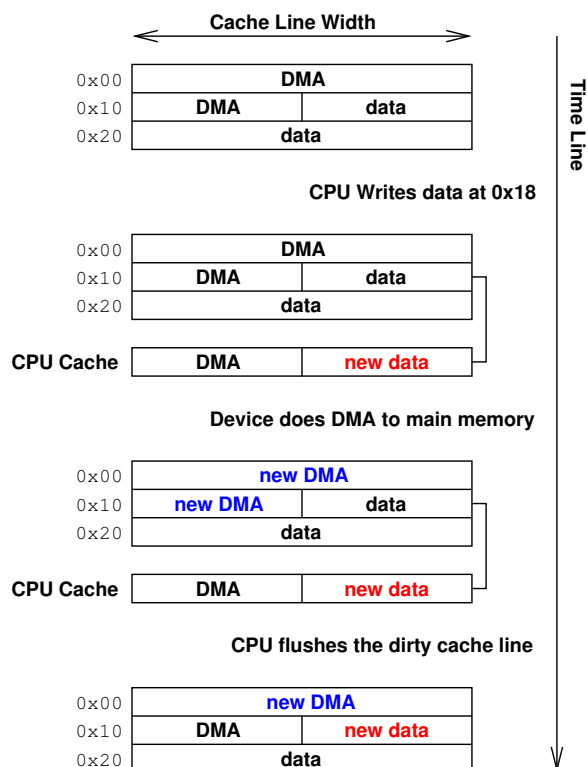 Cache Line Width
Time Line
0x00 DMA
0x10 DMA data
0x20 data
CPU Writes data at 0x18
0x00 DMA
0x10 DMA data
0x20 data
CPU Cache DMA new data
Device does DMA to main memory
0x00 new DMA
0x10 new DMA data
0x20 data
CPU Cache DMA new data
CPU flushes the dirty cache line
0x00 new DMA
0x10 DMA new data
0x20 data